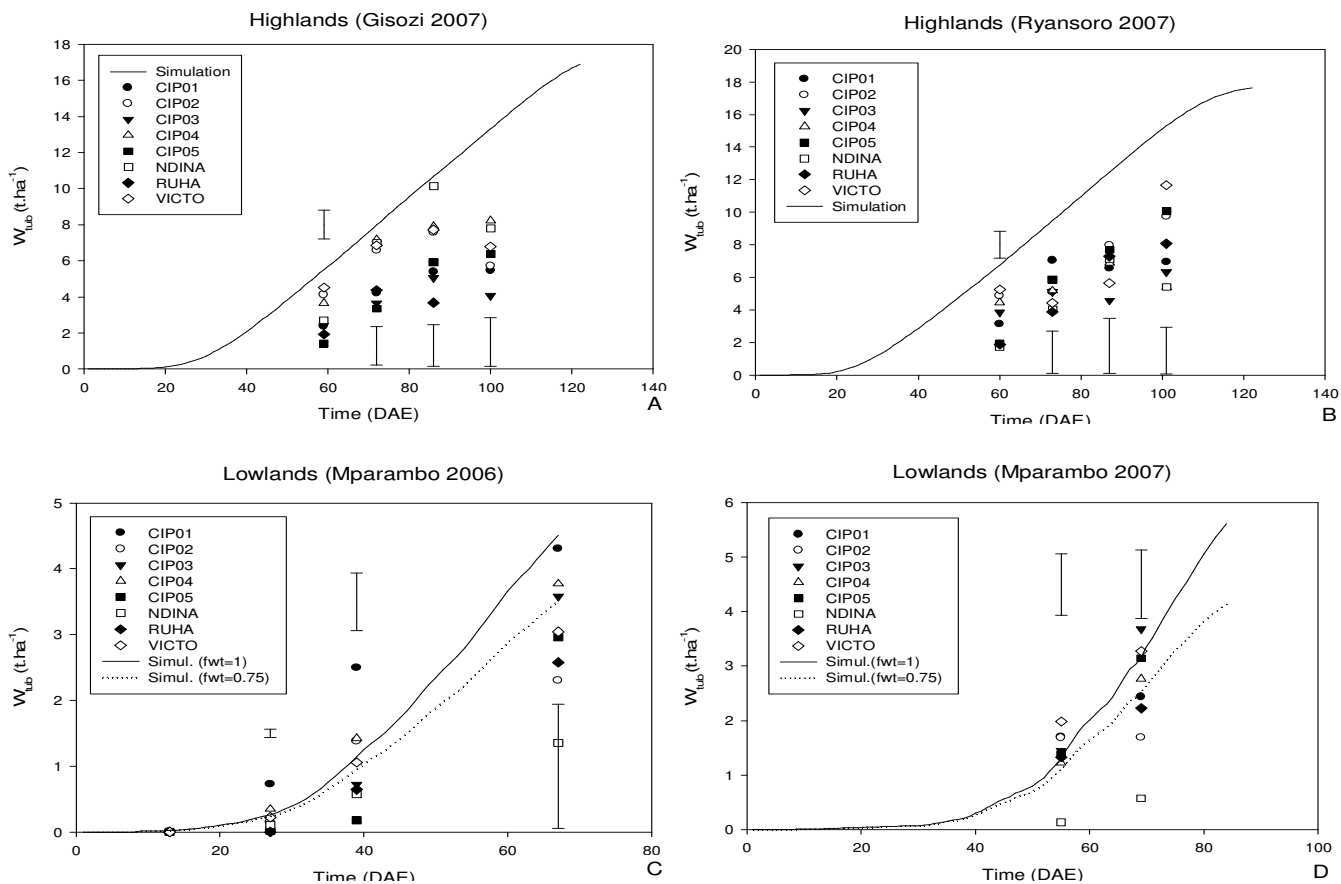 Highlands (Gisozi 2007)
18
16
14
12
10
8
6
4
2
0
W_tub (t.ha⁻¹)
Simulation
CIP01
CIP02
CIP03
CIP04
CIP05
NDINA
RUHA
VICTO
0 20 40 60 80 100 120 140
Time (DAE)
A
Highlands (Ryansoro 2007)
20
18
16
14
12
10
8
6
4
2
0
W_tub (t.ha⁻¹)
CIP01
CIP02
CIP03
CIP04
CIP05
NDINA
RUHA
VICTO
Simulation
0 20 40 60 80 100 120 140
Time (DAE)
B
Lowlands (Mparambo 2006)
5
4
3
2
1
0
W_tub (t.ha⁻¹)
CIP01
CIP02
CIP03
CIP04
CIP05
NDINA
RUHA
VICTO
Simul. (fwt=1)
Simul. (fwt=0.75)
0 20 40 60 80
Time (DAE)
C
Lowlands (Mparambo 2007)
6
5
4
3
2
1
0
W_tub (t.ha⁻¹)
CIP01
CIP02
CIP03
CIP04
CIP05
NDINA
RUHA
VICTO
Simul. (fwt=1)
Simul.(fwt=0.75)
0 20 40 60 80 100
Time (DAE)
D